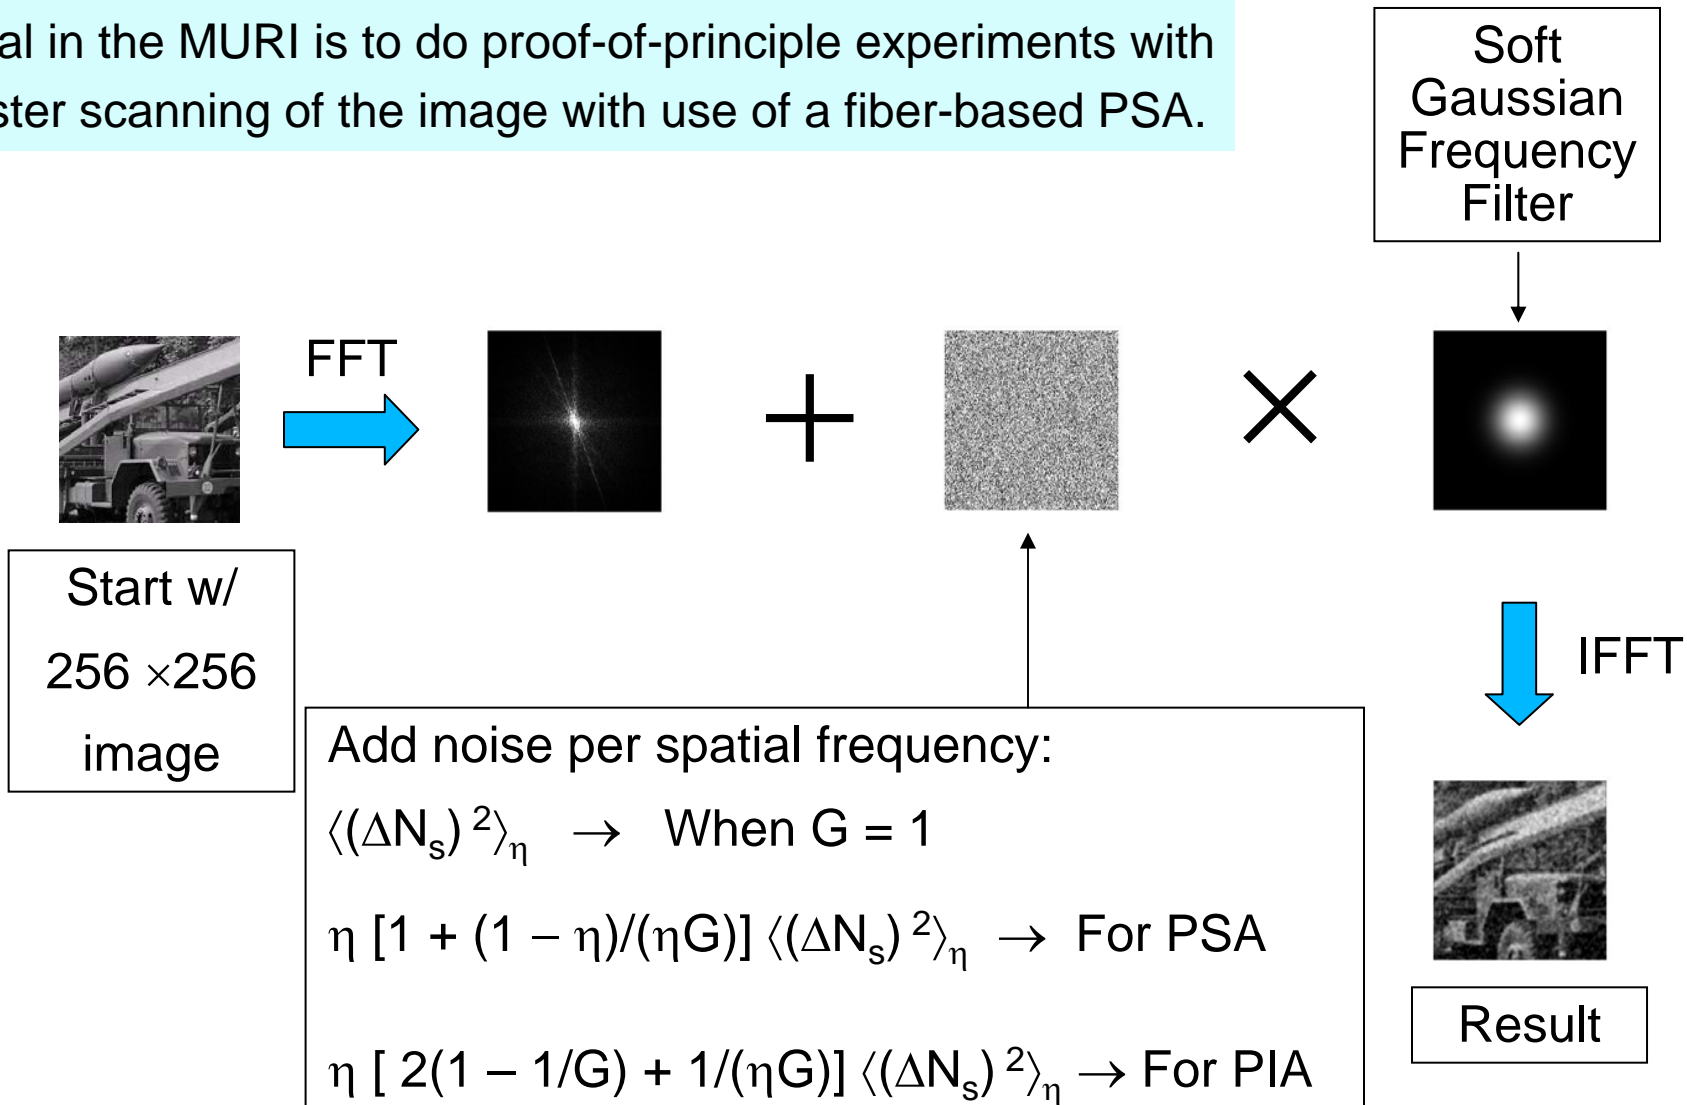 al in the MURI is to do proof-of-principle experiments with
ster scanning of the image with use of a fiber-based PSA.
Soft
Gaussian
Frequency
Filter
FFT
Start w/
256 ×256
image
IFFT
Add noise per spatial frequency:
⟨(ΔNₛ) ²⟩η → When G = 1
η [1 + (1 – η)/(ηG)] ⟨(ΔNₛ) ²⟩η → For PSA
η [ 2(1 – 1/G) + 1/(ηG)] ⟨(ΔNₛ) ²⟩η → For PIA
Result